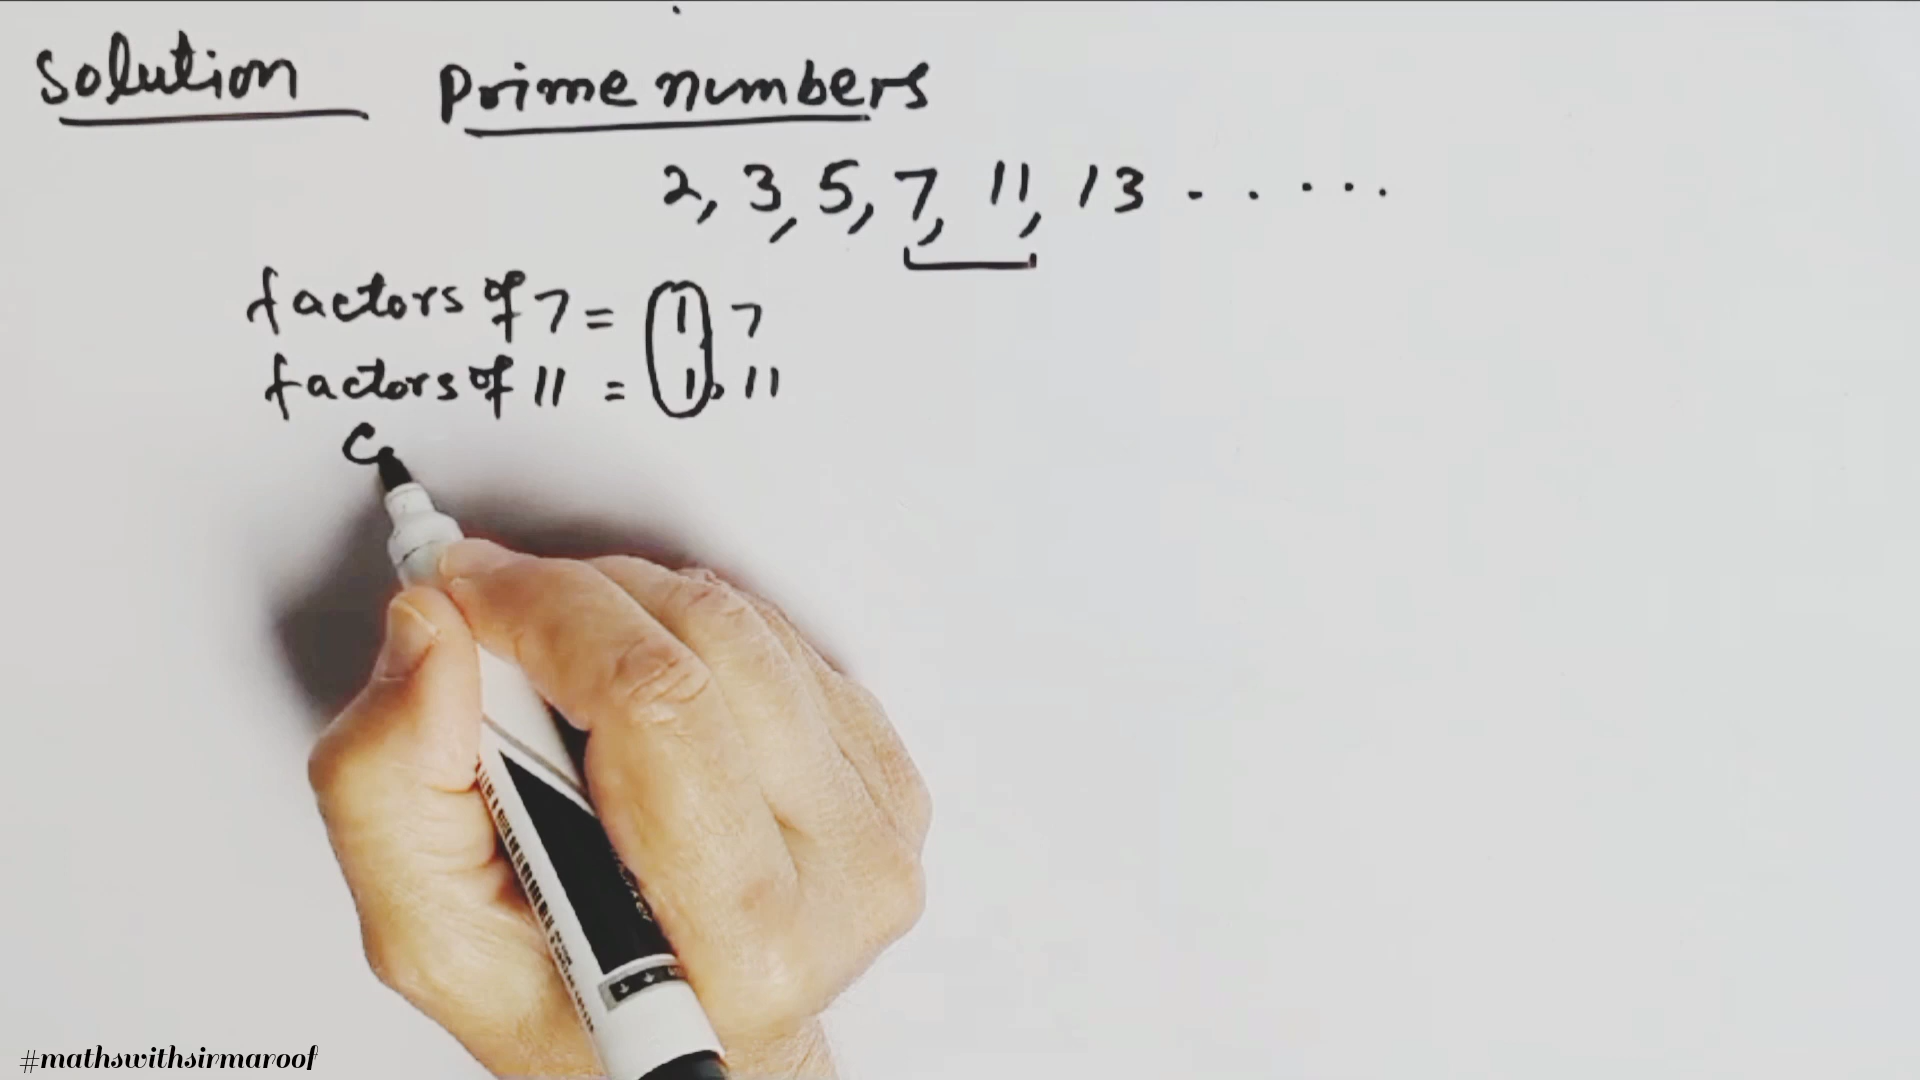 Solution Prime numbers
2, 3, 5, 7, 11, 13 . . . . .
factors of 7 = 1, 7
factors of 11 = 1, 11
C
#mathswithsirmaroof